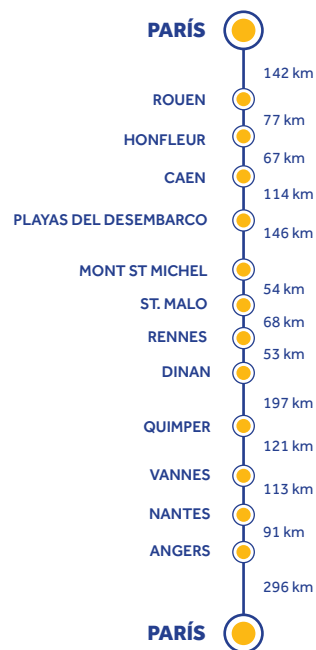 PARÍS
142 km
ROUEN
77 km
HONFLEUR
67 km
CAEN
114 km
PLAYAS DEL DESEMBARCO
146 km
MONT ST MICHEL
54 km
ST. MALO
68 km
RENNES
53 km
DINAN
197 km
QUIMPER
121 km
VANNES
113 km
NANTES
91 km
ANGERS
296 km
PARÍS